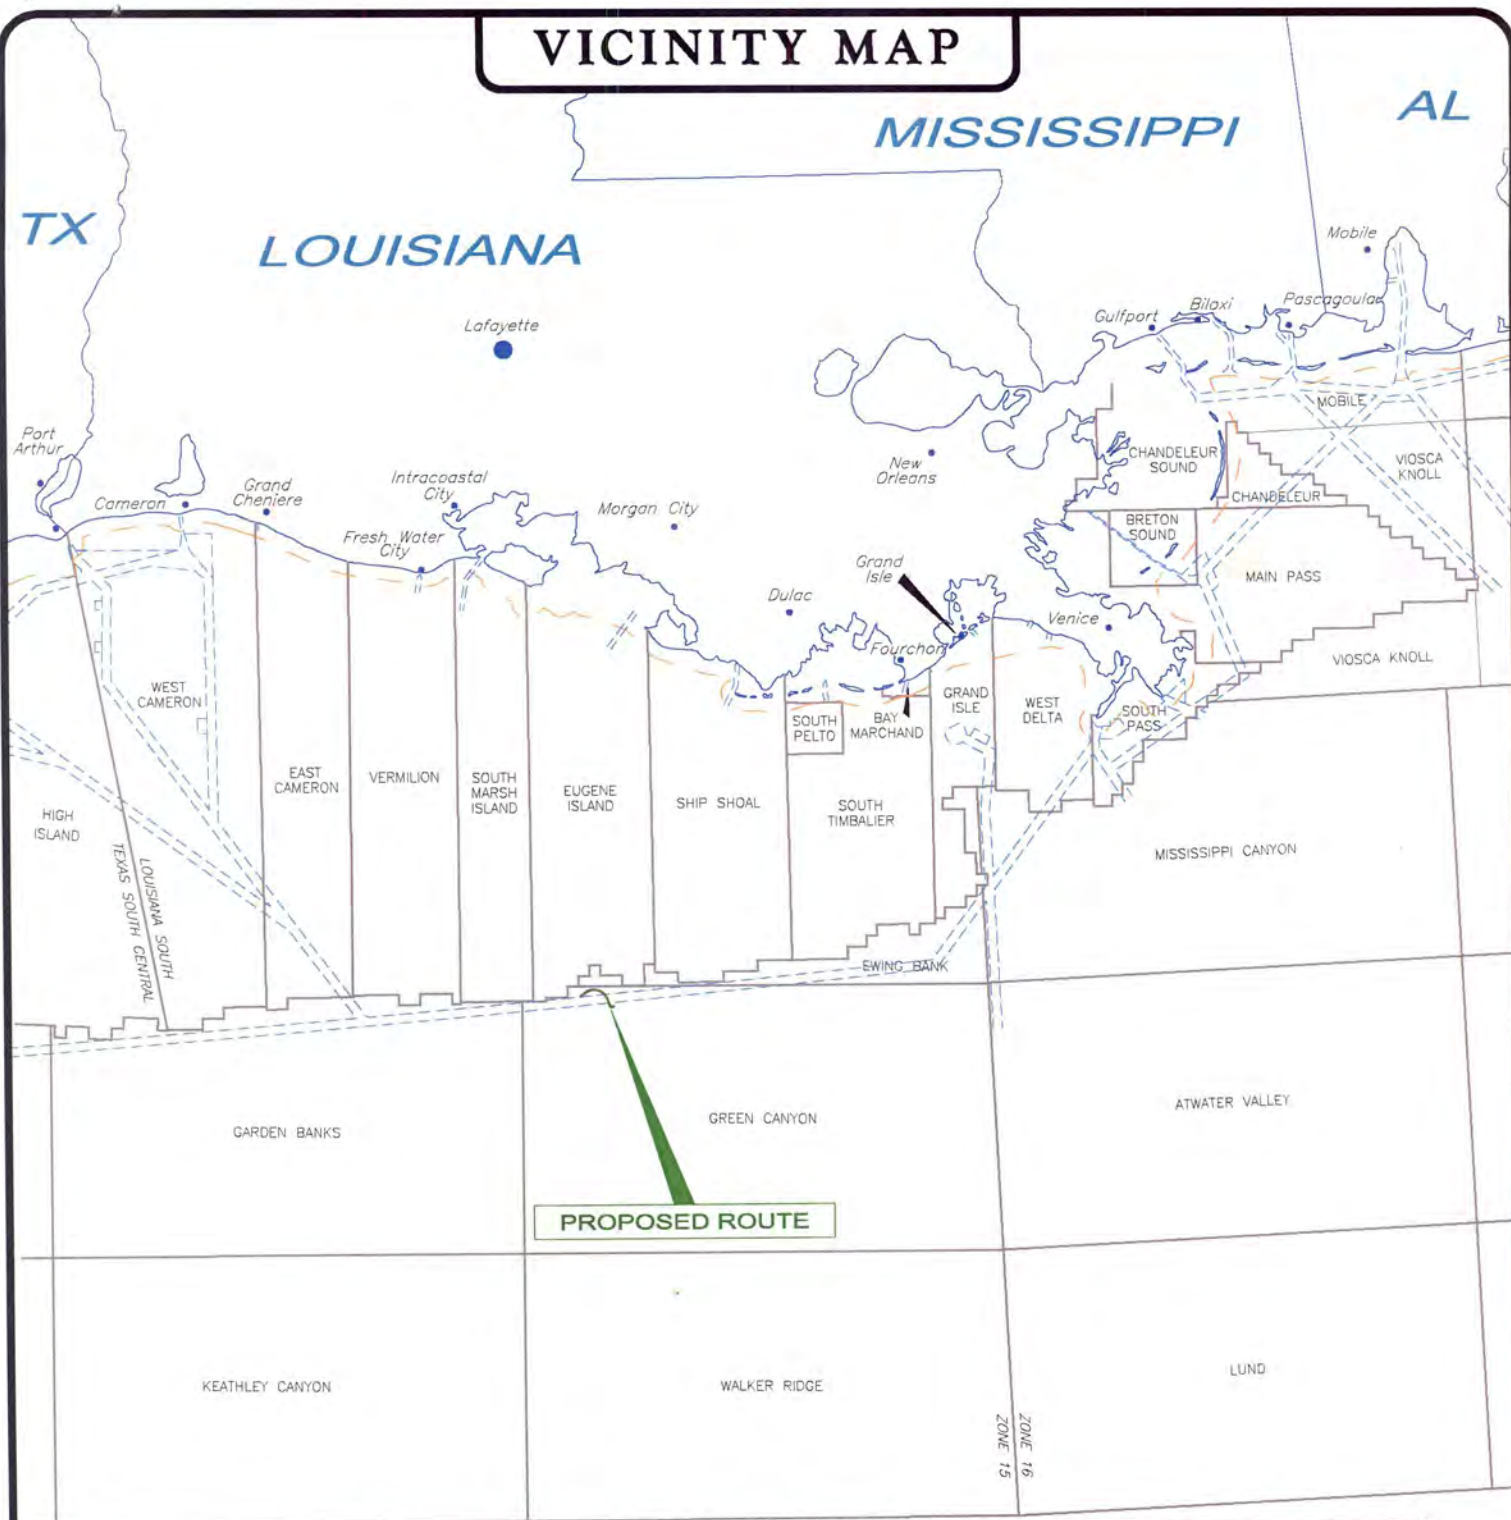 VICINITY MAP
MISSISSIPPI
AL
TX
LOUISIANA
Mobile
Lafayette
Gulfport
Biloxi
Pascagoula
MOBILE
Port
Arthur
Cameron
Grand
Cheniere
Intracoastal
City
Fresh Water
City
Morgan City
New
Orleans
CHANDELEUR
SOUND
VIOSCA
KNOLL
CHANDELEUR
BRETON
SOUND
MAIN PASS
Grand
Isle
Dulac
Fourchon
Venice
VIOSCA KNOLL
WEST
CAMERON
EAST
CAMERON
VERMILION
SOUTH
MARSH
ISLAND
EUGENE
ISLAND
SHIP SHOAL
SOUTH
PELTO
BAY
MARCHAND
GRAND
ISLE
WEST
DELTA
SOUTH
PASS
SOUTH
TIMBALIER
HIGH
ISLAND
LOUISIANA SOUTH
TEXAS SOUTH CENTRAL
MISSISSIPPI CANYON
EWING BANK
GARDEN BANKS
GREEN CANYON
ATWATER VALLEY
PROPOSED ROUTE
KEATHLEY CANYON
WALKER RIDGE
LUND
ZONE 16
ZONE 15